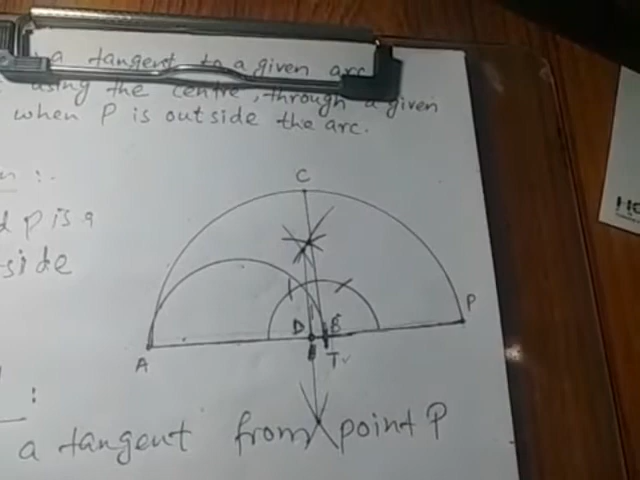 a tangent to a given arc
using the centre, through a given
when P is outside the arc.
:-
P is a
side
C
D B
P
A
T
:
a tangent from point P